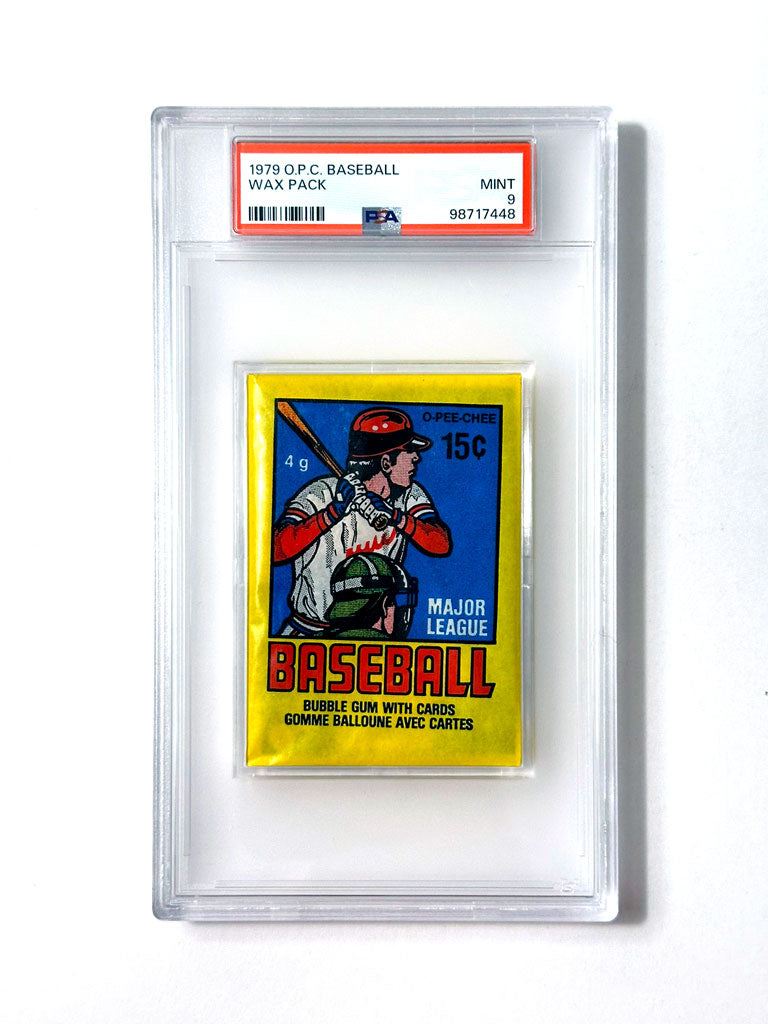 1979 O.P.C. BASEBALL
WAX PACK
MINT
9
PSA
98717448
O-PEE-CHEE
15¢
4 g
MAJOR
LEAGUE
BASEBALL
BUBBLE GUM WITH CARDS
GOMME BALLOUNE AVEC CARTES